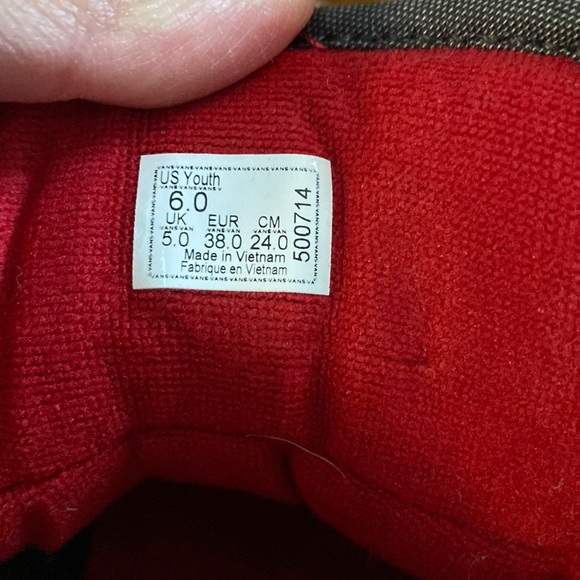 US Youth
6.0
UK EUR CM
5.0 38.0 24.0
Made in Vietnam
Fabrique en Vietnam
500714